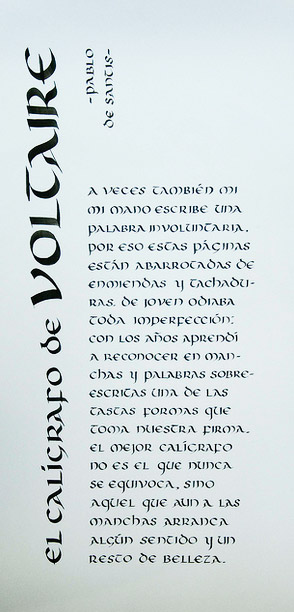 EL CALÍGRAFO DE VOLTAIRE
-PABLO
DE SANTIS-
A VECES TAMBIÉN MI
MI MANO ESCRIBE UNA
PALABRA INVOLUNTARIA,
POR ESO ESTAS PÁGINAS
ESTÁN ABARROTADAS DE
ENMIENDAS Y TACHADU-
RAS. DE JOVEN ODIABA
TODA IMPERFECCIÓN;
CON LOS AÑOS APRENDÍ
A RECONOCER EN MAN-
CHAS Y PALABRAS SOBRE-
ESCRITAS UNA DE LAS
TASTAS FORMAS QUE
TOMA NUESTRA FIRMA.
EL MEJOR CALÍGRAFO
NO ES EL QUE NUNCA
SE EQUIVOCA, SINO
AQUEL QUE AUN A LAS
MANCHAS ARRANCA
ALGÚN SENTIDO Y UN
RESTO DE BELLEZA.